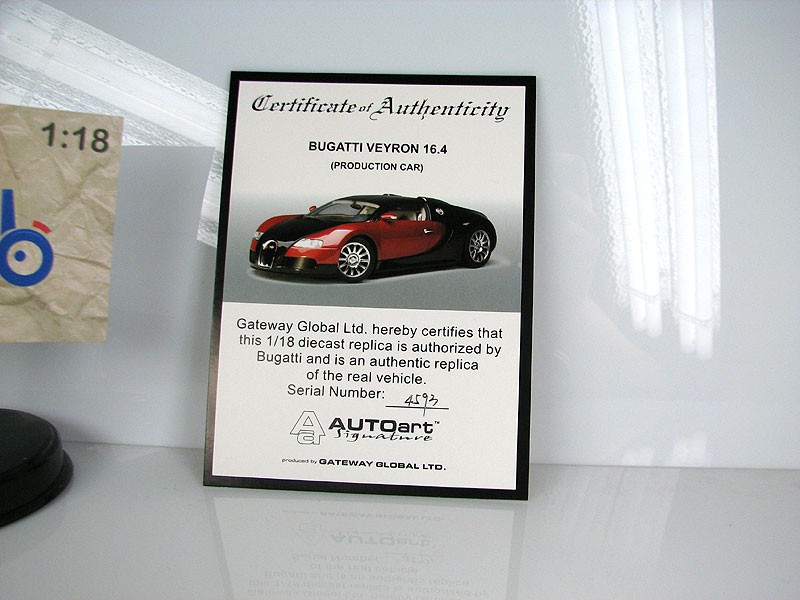 1:18
Certificate of Authenticity
BUGATTI VEYRON 16.4
(PRODUCTION CAR)
Gateway Global Ltd. hereby certifies that
this 1/18 diecast replica is authorized by
Bugatti and is an authentic replica
of the real vehicle.
Serial Number: 4593
AUTOart™
Signature
produced by GATEWAY GLOBAL LTD.